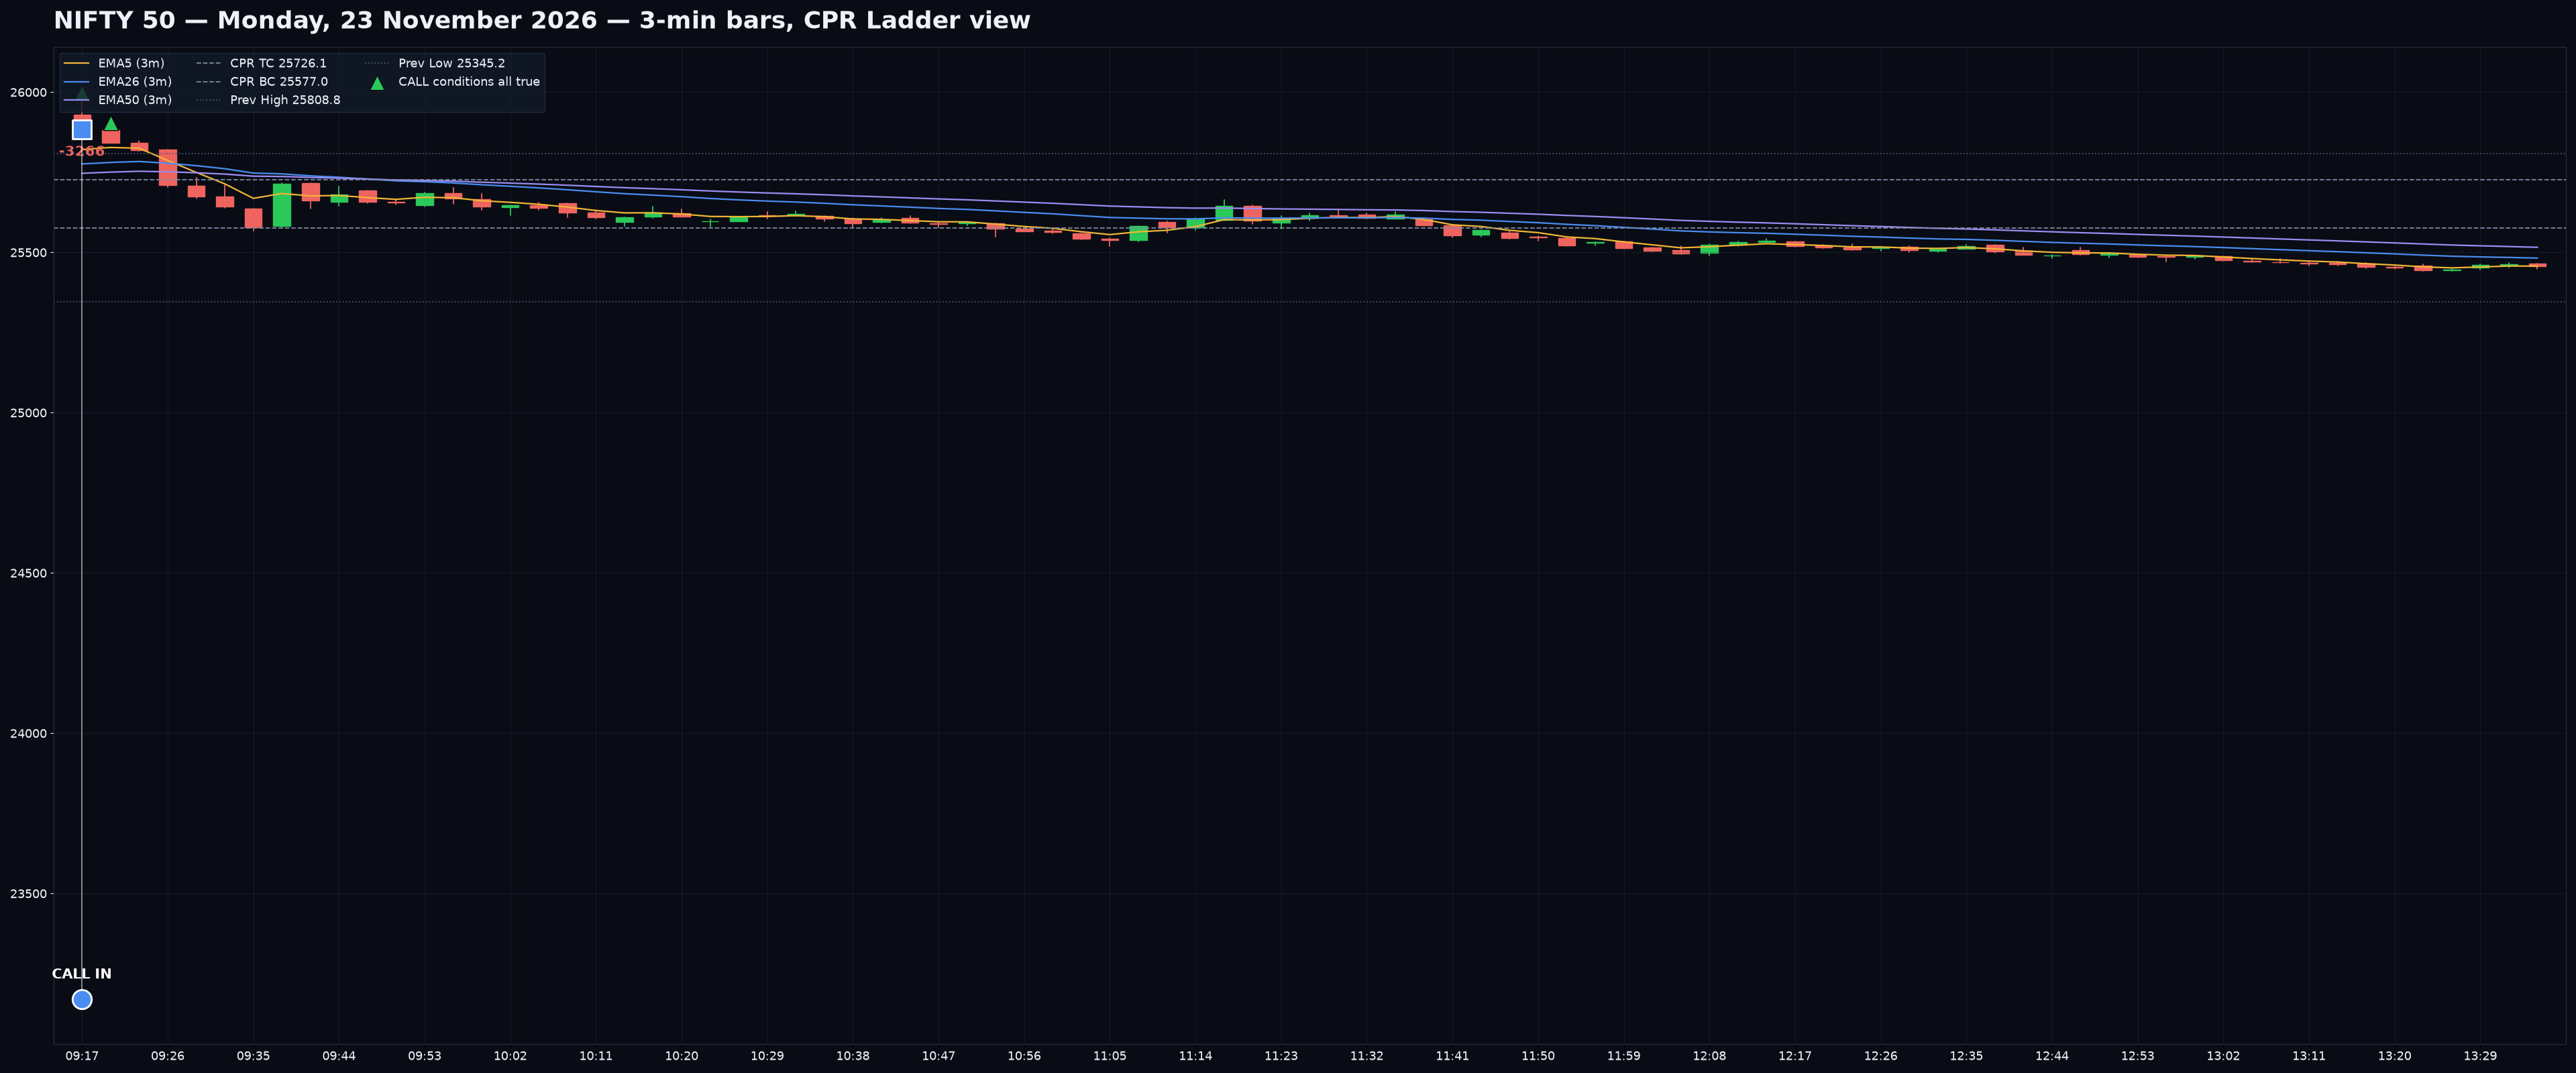 NIFTY 50 — Monday, 23 November 2026 — 3-min bars, CPR Ladder view
EMA5 (3m)
EMA26 (3m)
EMA50 (3m)
CPR TC 25726.1
CPR BC 25577.0
Prev High 25808.8
Prev Low 25345.2
CALL conditions all true
26000
25500
25000
24500
24000
23500
-3266
CALL IN
09:17 09:26 09:35 09:44 09:53 10:02 10:11 10:20 10:29 10:38 10:47 10:56 11:05 11:14 11:23 11:32 11:41 11:50 11:59 12:08 12:17 12:26 12:35 12:44 12:53 13:02 13:11 13:20 13:29